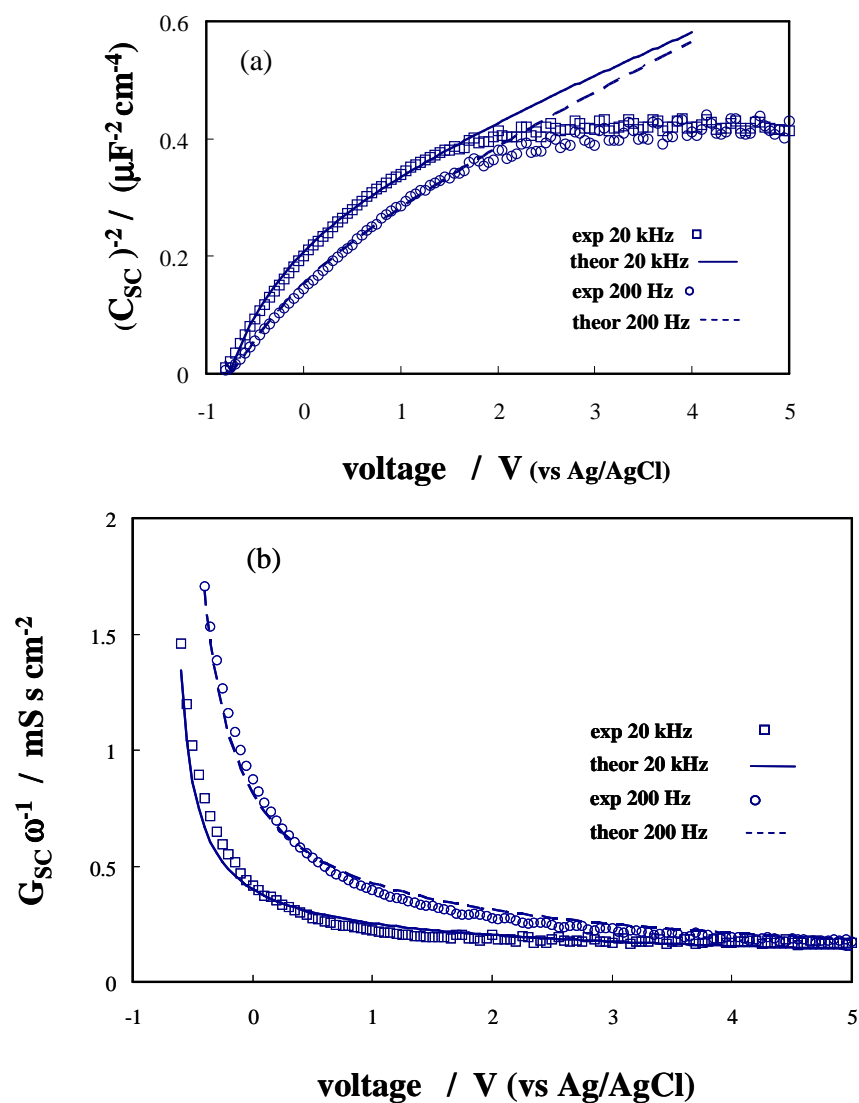 (a)
(C_SC)^-2 / (μF^-2 cm^-4)
0.6
0.4
0.2
0
exp 20 kHz
theor 20 kHz
exp 200 Hz
theor 200 Hz
-1 0 1 2 3 4 5
voltage / V (vs Ag/AgCl)
(b)
G_SC ω^-1 / mS s cm^-2
2
1.5
1
0.5
0
exp 20 kHz
theor 20 kHz
exp 200 Hz
theor 200 Hz
-1 0 1 2 3 4 5
voltage / V (vs Ag/AgCl)